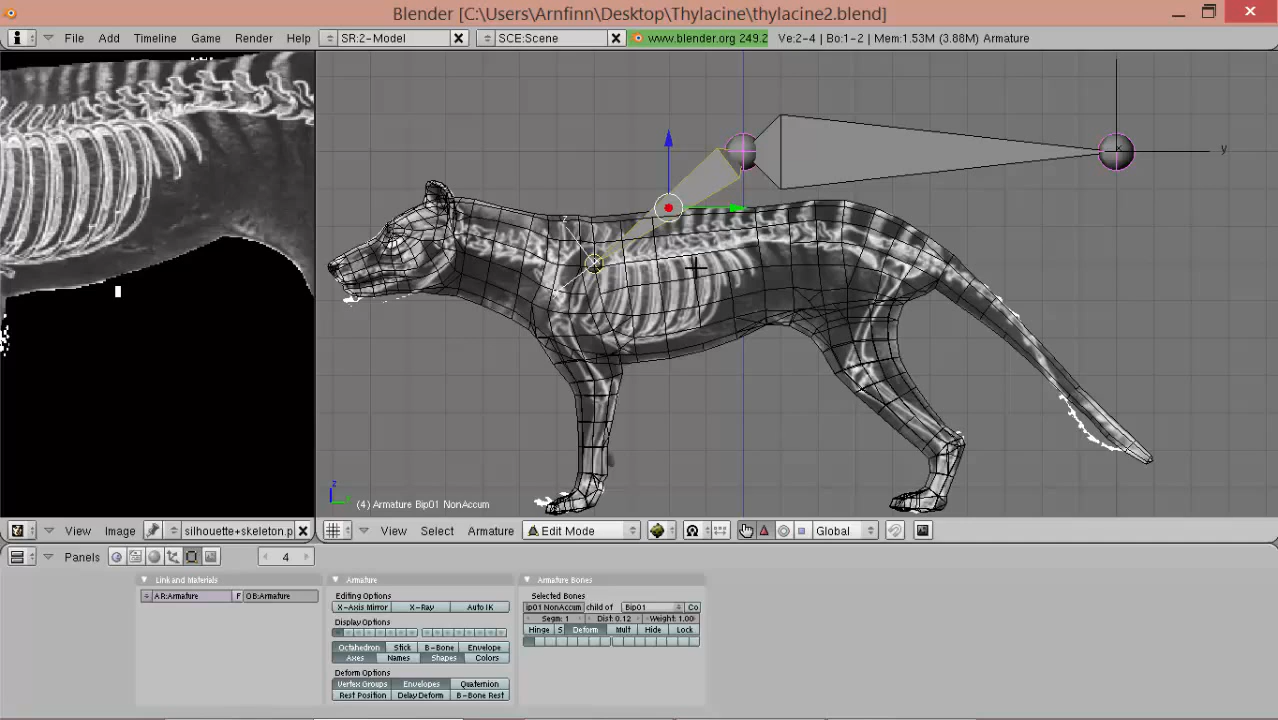 Blender [C:\Users\Arnfinn\Desktop\Thylacine\thylacine2.blend]
File Add Timeline Game Render Help SR:2-Model SCE:Scene www.blender.org 249.2 Ve:2-4 | Bo:1-2 | Mem:1.53M (3.88M) Armature
y
x
z
z
(4) Armature Bip01 NonAccum
View Image silhouette+skeleton.p View Select Armature Edit Mode Global
Panels 4
Link and Materials
AR:Armature F OB:Armature
Armature
Editing Options
X-Axis Mirror X-Ray Auto IK
Display Options
Octahedron Stick B-Bone Envelope
Axes Names Shapes Colors
Deform Options
Vertex Groups Envelopes Quaternion
Rest Position Delay Deform B-Bone Rest
Armature Bones
Selected Bones
ip01 NonAccum child of Bip01 Co
Segm: 1 Dist: 0.12 Weight: 1.00
Hinge S Deform Mult Hide Lock